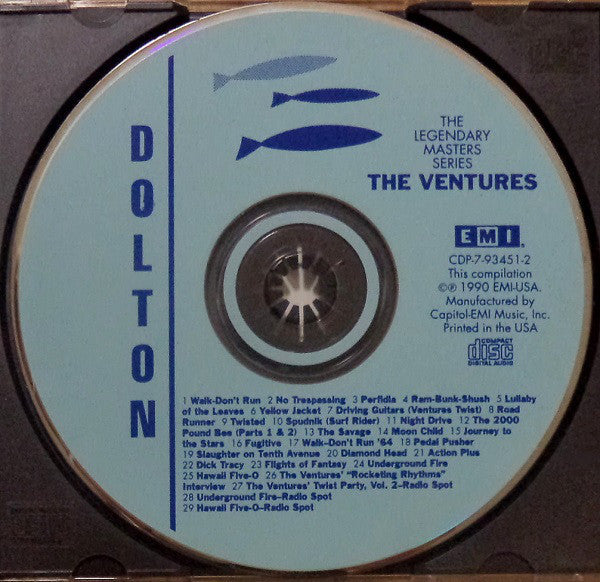 DOLTON
THE
LEGENDARY
MASTERS
SERIES
THE VENTURES
EMI
CDP-7-93451-2
This compilation
©℗ 1990 EMI-USA.
Manufactured by
Capitol-EMI Music, Inc.
Printed in the USA
COMPACT
disc
DIGITAL AUDIO
1 Walk-Don't Run 2 No Trespassing 3 Perfidia 4 Ram-Bunk-Shush 5 Lullaby
of the Leaves 6 Yellow Jacket 7 Driving Guitars (Ventures Twist) 8 Road
Runner 9 Twisted 10 Spudnik (Surf Rider) 11 Night Drive 12 The 2000
Pound Bee (Parts 1 & 2) 13 The Savage 14 Moon Child 15 Journey to
the Stars 16 Fugitive 17 Walk-Don't Run '64 18 Pedal Pusher
19 Slaughter on Tenth Avenue 20 Diamond Head 21 Action Plus
22 Dick Tracy 23 Flights of Fantasy 24 Underground Fire
25 Hawaii Five-O 26 The Ventures' "Rocketing Rhythms"
Interview 27 The Ventures' Twist Party, Vol. 2–Radio Spot
28 Underground Fire–Radio Spot
29 Hawaii Five-O–Radio Spot